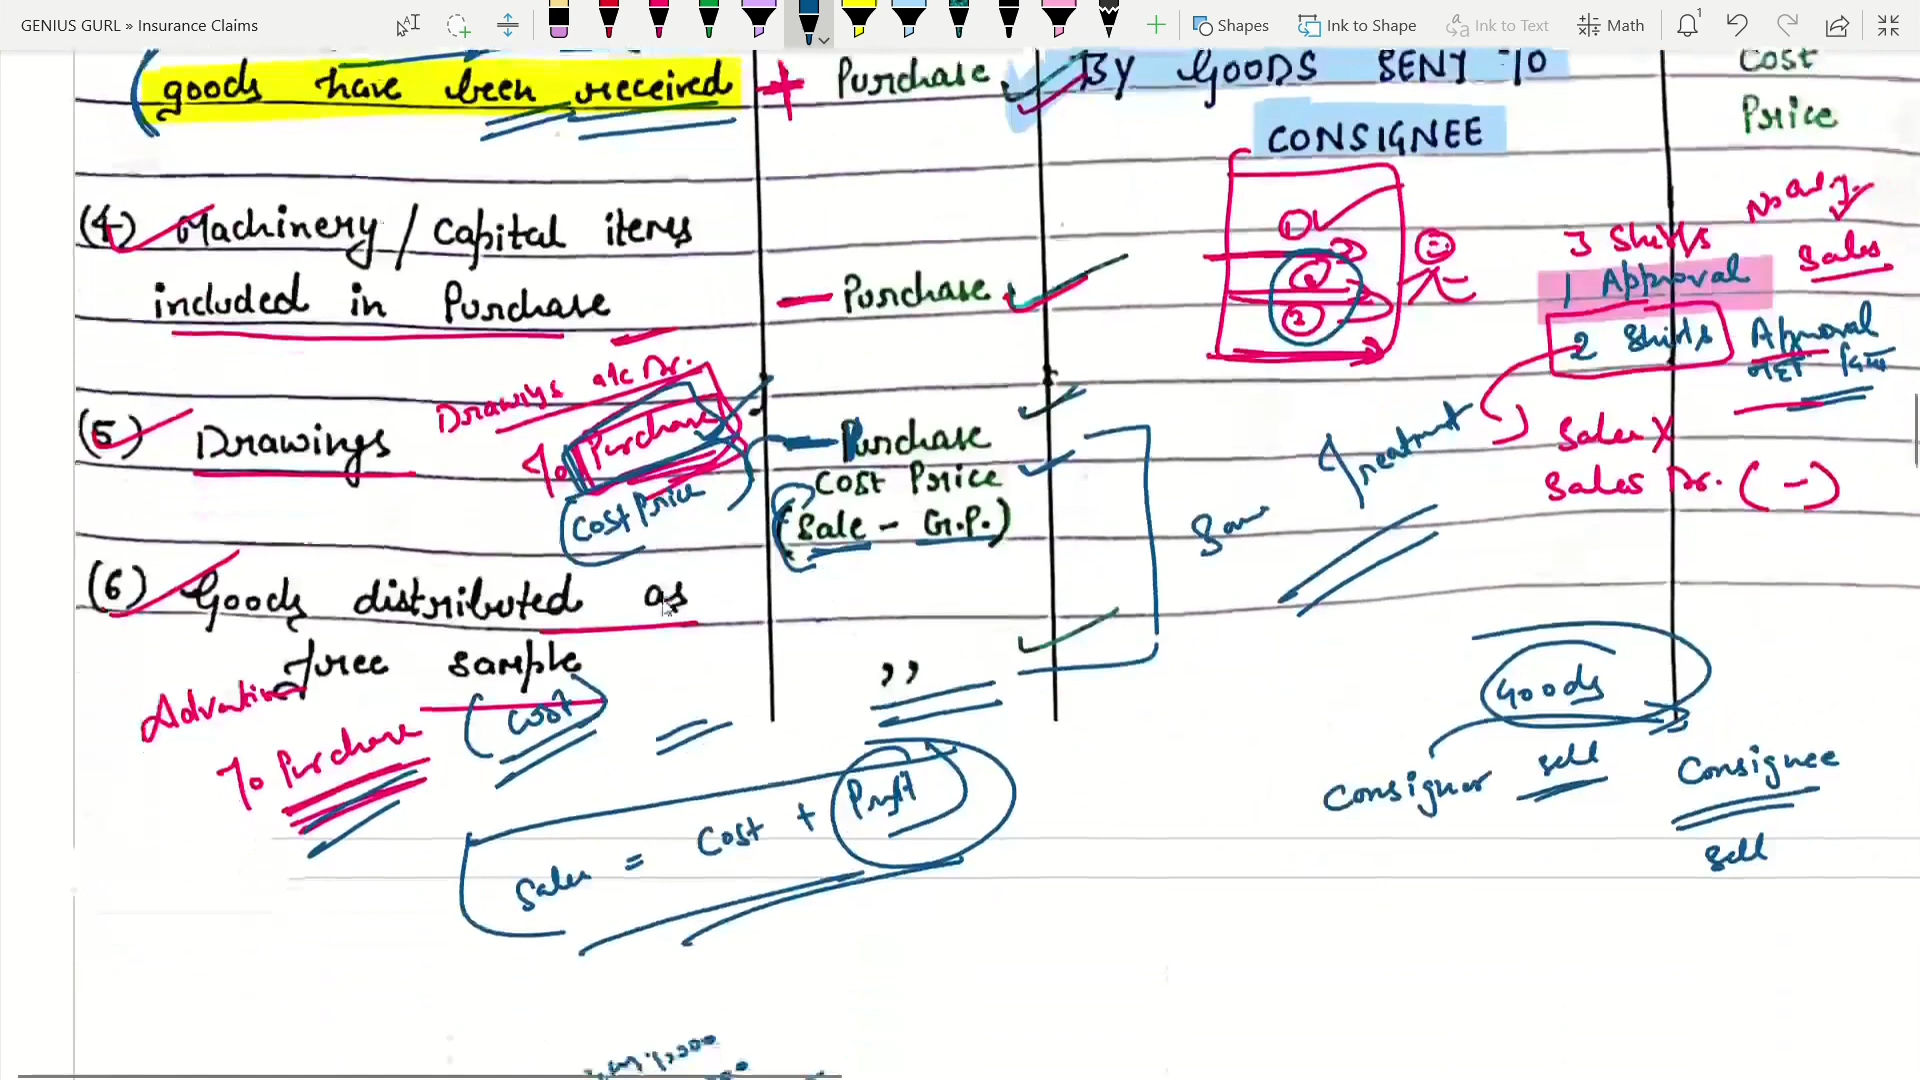 GENIUS GURL » Insurance Claims
Shapes
Ink to Shape
Ink to Text
Math
1
goods have been received
+ Purchase
BY GOODS SENT TO
CONSIGNEE
Cost
Price
(4) Machinery / Capital items
included in Purchase
- Purchase
3 Shirts
1 Approval
2 Shirts
Sales
Approval
Sales X
Sales Dr. (-)
(5) Drawings
Drawings a/c Dr.
To Purchase
Cost Price
- Purchase
Cost Price
(Sale - G.P.)
Same Treatment
(6) Goods distributed as
free sample
,,
(Cost)
To Purchase
Sales = Cost + Profit
Goods
Consignor
sell
Consignee
sell